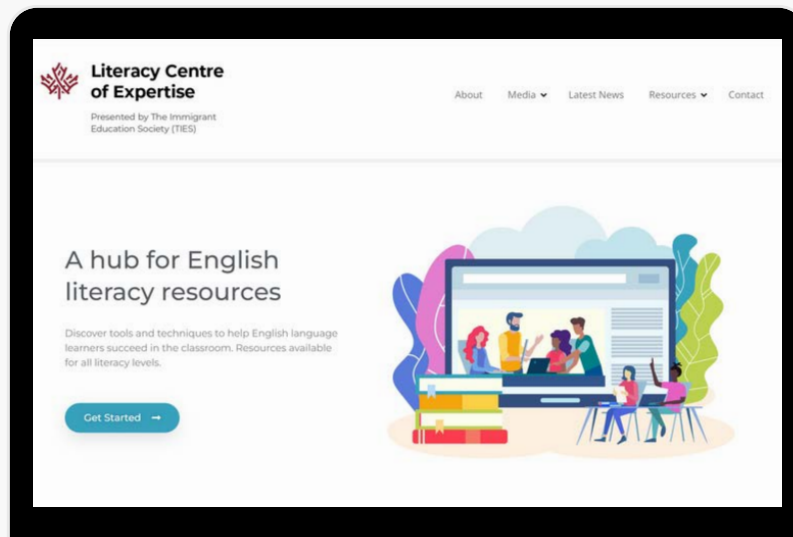 Literacy Centre
of Expertise
Presented by The Immigrant
Education Society (TIES)
About Media Latest News Resources Contact
A hub for English
literacy resources
Discover tools and techniques to help English language
learners succeed in the classroom. Resources available
for all literacy levels.
Get Started →